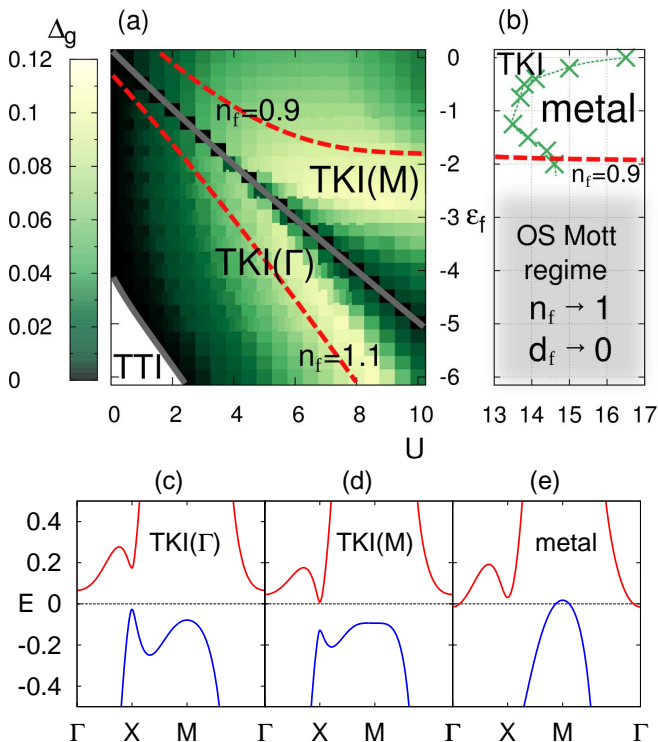 Δg
(a)
(b)
0.12
0.1
0.08
0.06
0.04
0.02
0
nf=0.9
TKI(M)
TKI(Γ)
nf=1.1
TTI
0 2 4 6 8 10
U
0
-1
-2
εf
-3
-4
-5
-6
TKI
metal
nf=0.9
OS Mott
regime
nf → 1
df → 0
13 14 15 16 17
(c) (d) (e)
0.4
0.2
E 0
-0.2
-0.4
TKI(Γ) TKI(M) metal
Γ X M Γ X M Γ X M Γ